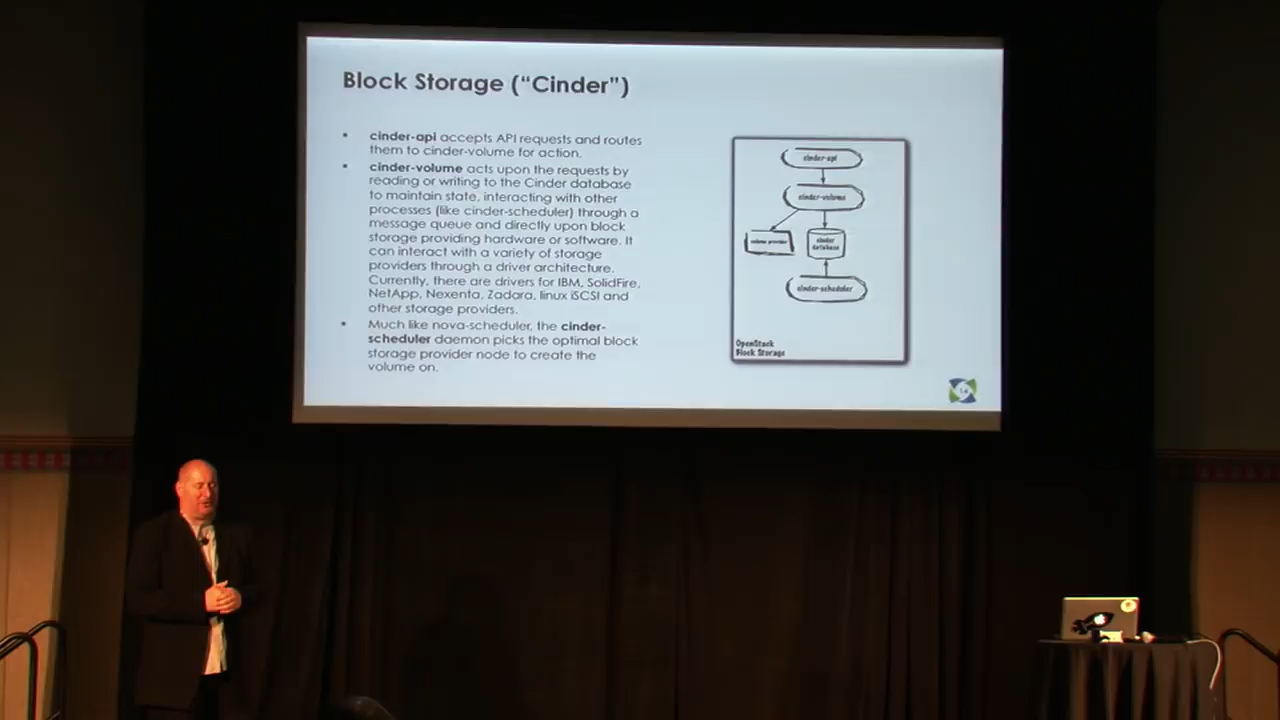 Block Storage ("Cinder")
▪ cinder-api accepts API requests and routes
them to cinder-volume for action.
▪ cinder-volume acts upon the requests by
reading or writing to the Cinder database
to maintain state, interacting with other
processes (like cinder-scheduler) through a
message queue and directly upon block
storage providing hardware or software. It
can interact with a variety of storage
providers through a driver architecture.
Currently, there are drivers for IBM, SolidFire,
NetApp, Nexenta, Zadara, linux iSCSI and
other storage providers.
▪ Much like nova-scheduler, the cinder-
scheduler daemon picks the optimal block
storage provider node to create the
volume on.
cinder-api
cinder-volume
volume provider
cinder
database
cinder-scheduler
OpenStack
Block Storage